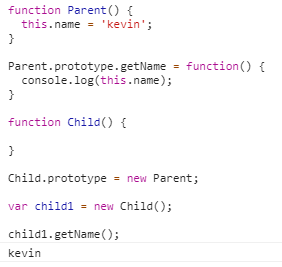 function Parent() {
  this.name = 'kevin';
}
Parent.prototype.getName = function() {
  console.log(this.name);
}
function Child() {
}
Child.prototype = new Parent;
var child1 = new Child();
child1.getName();
kevin